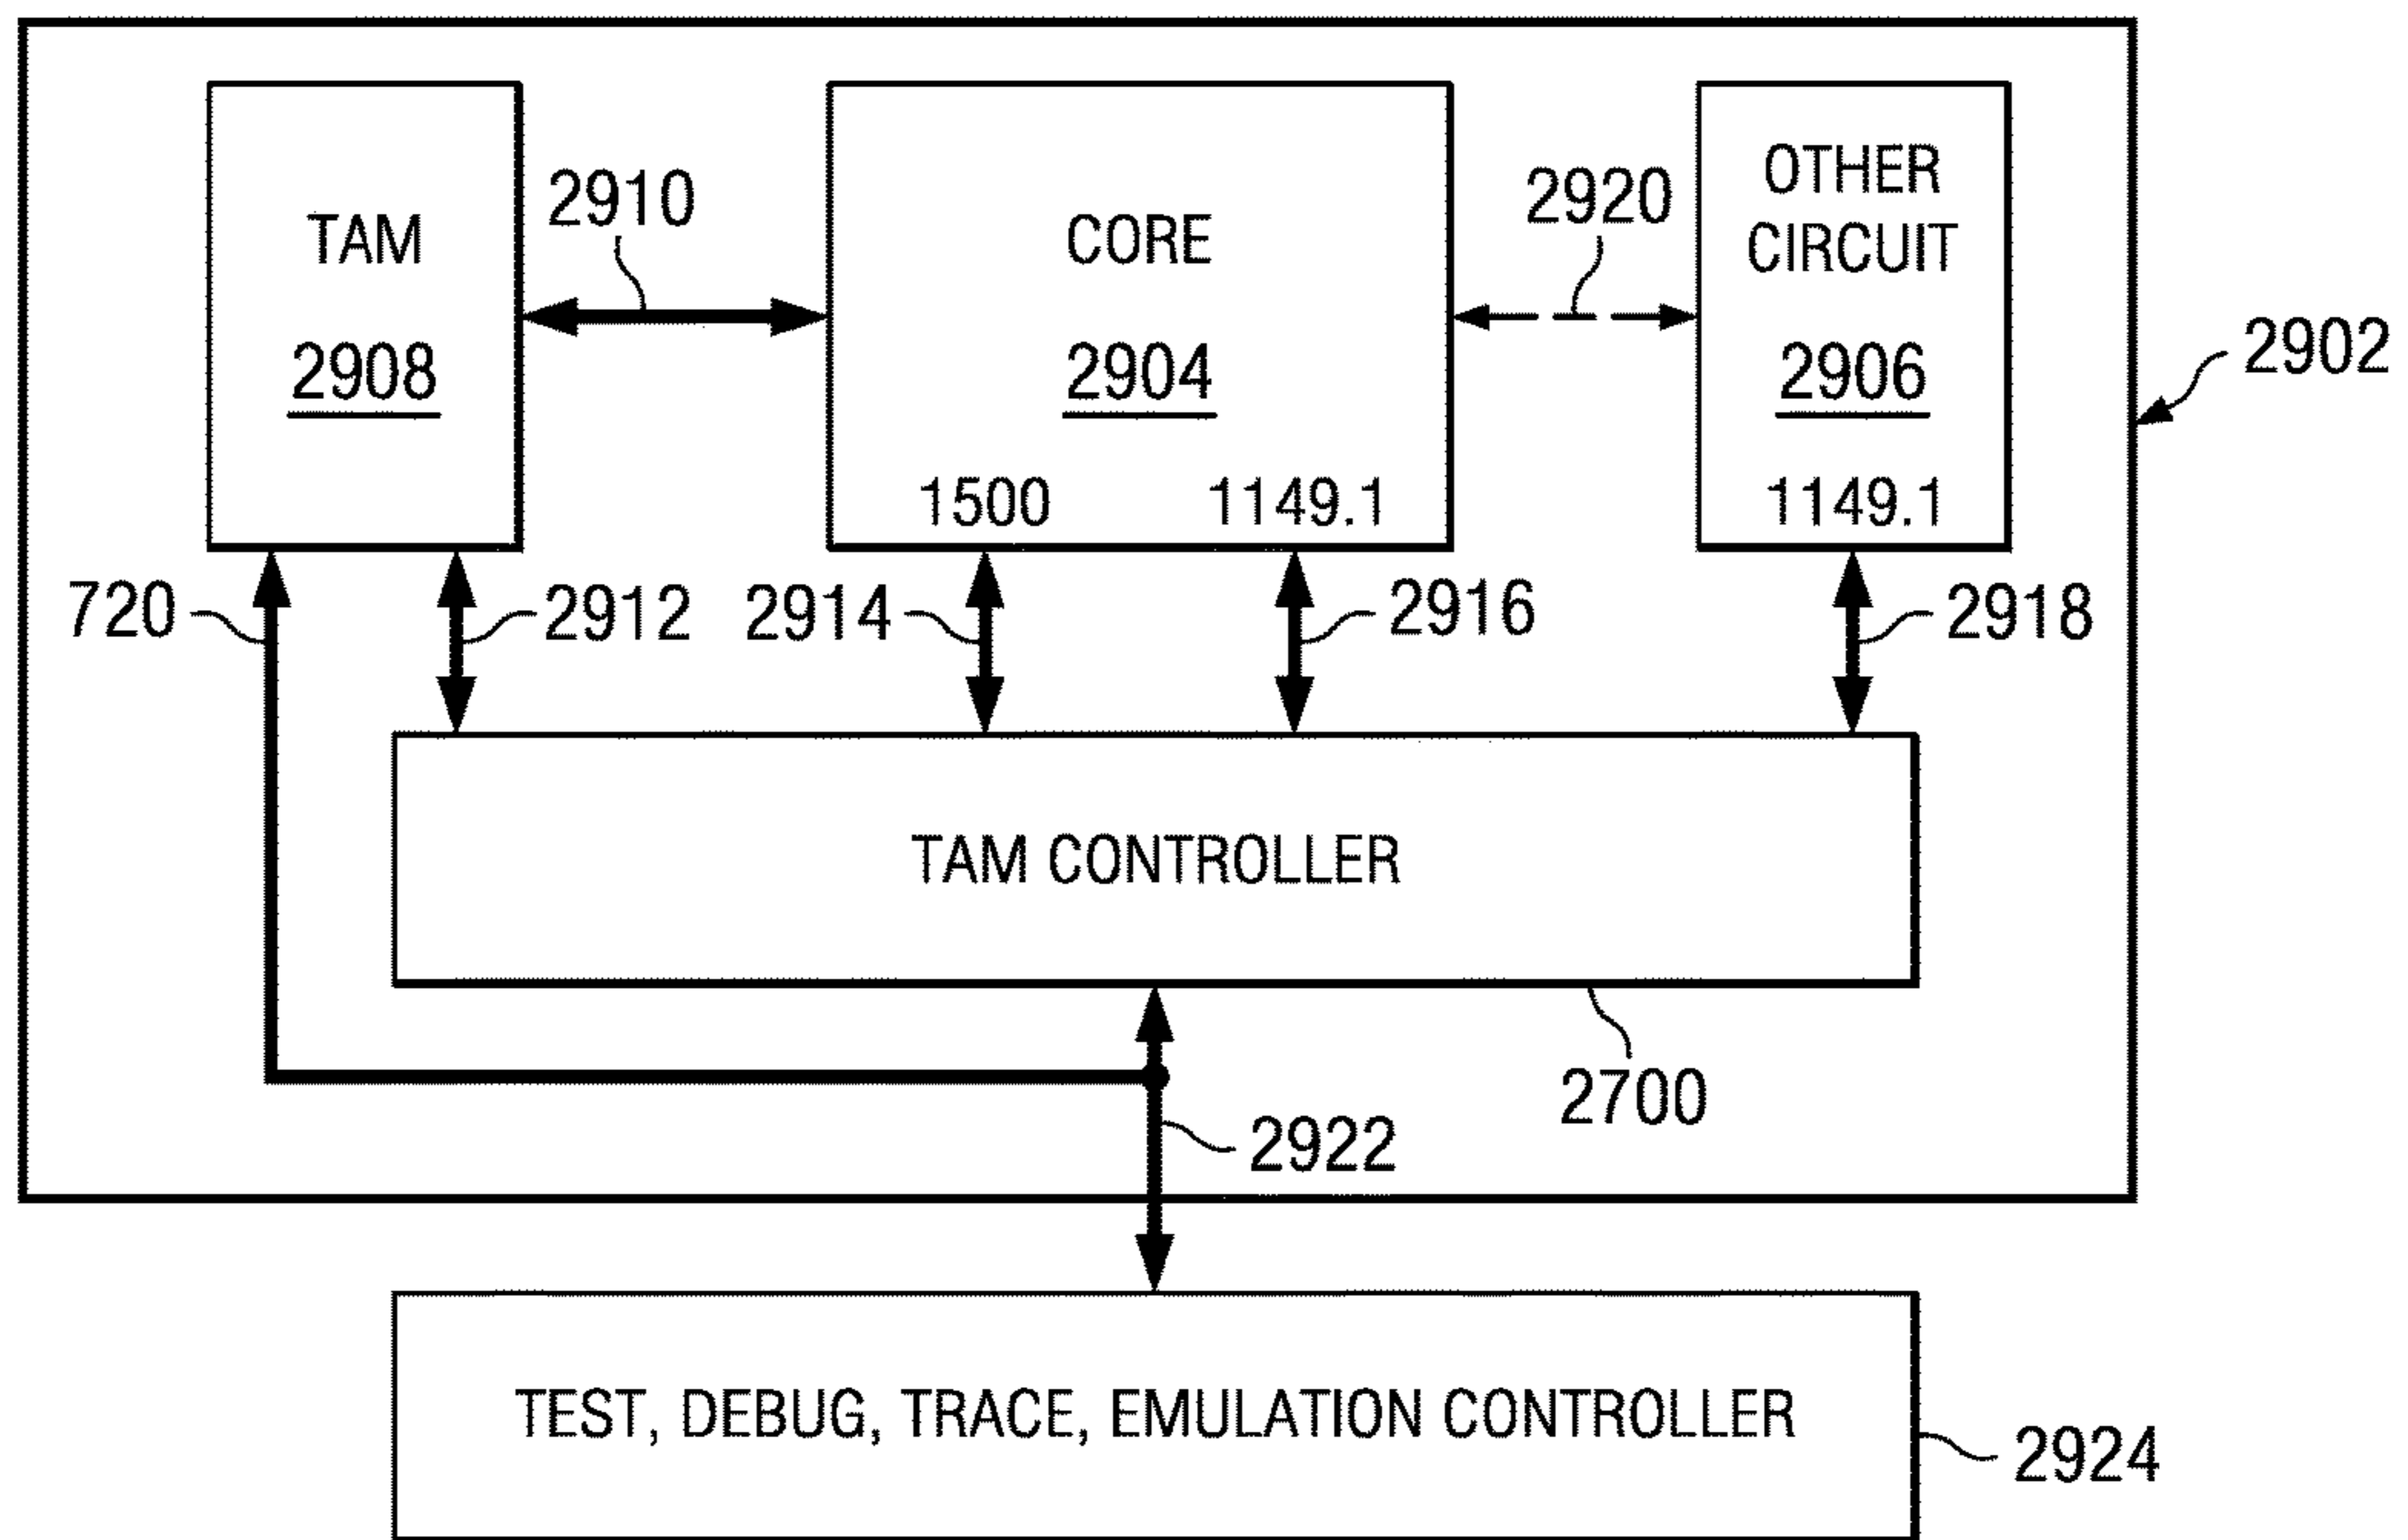 TAM
2908
2910
CORE
2904
1500
1149.1
2920
OTHER
CIRCUIT
2906
1149.1
2902
720
2912
2914
2916
2918
TAM CONTROLLER
2700
2922
TEST, DEBUG, TRACE, EMULATION CONTROLLER
2924